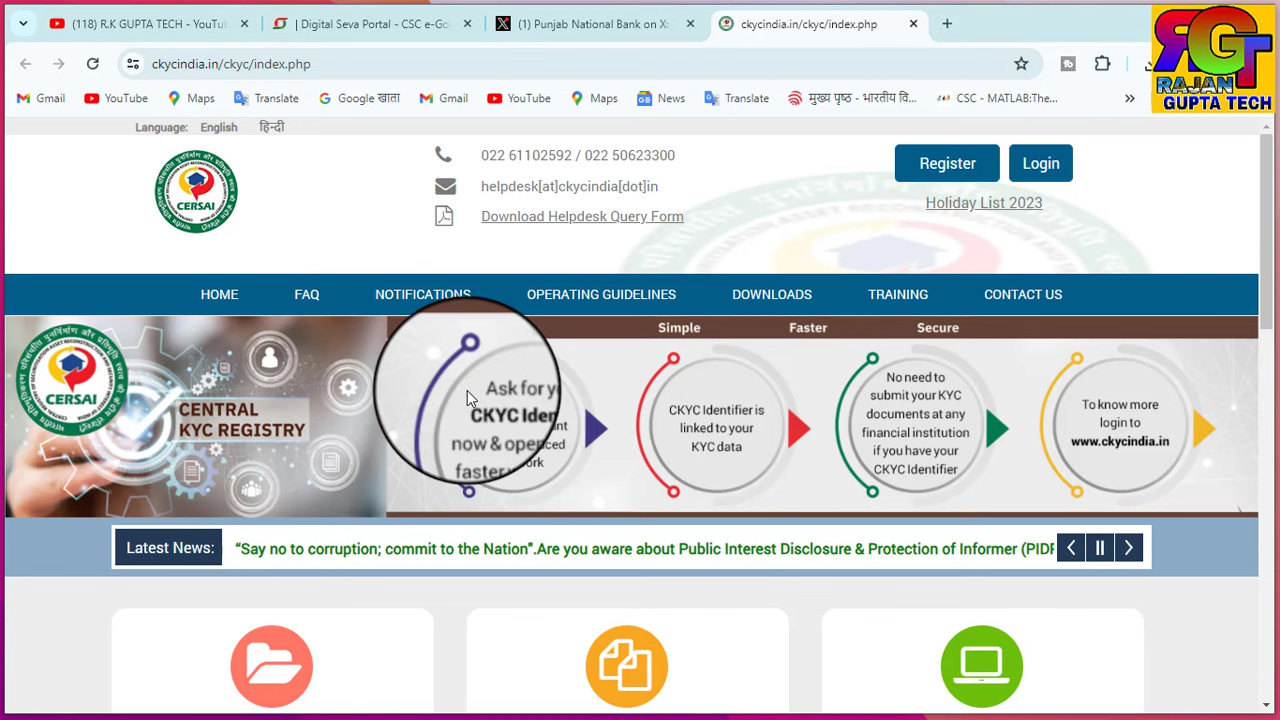 (118) R.K GUPTA TECH - YouTu
| Digital Seva Portal - CSC e-Go
(1) Punjab National Bank on X:
ckycindia.in/ckyc/index.php
ckycindia.in/ckyc/index.php
RGT
RAJAN
GUPTA TECH
Gmail
YouTube
Maps
Translate
Google खाता
Gmail
YouTube
Maps
News
Translate
मुख्य पृष्ठ - भारतीय वि...
CSC - MATLAB:The...
Language:
English
हिन्दी
CERSAI
022 61102592 / 022 50623300
helpdesk[at]ckycindia[dot]in
Download Helpdesk Query Form
Register
Login
Holiday List 2023
HOME
FAQ
NOTIFICATIONS
OPERATING GUIDELINES
DOWNLOADS
TRAINING
CONTACT US
Simple
Faster
Secure
CERSAI
CENTRAL
KYC REGISTRY
Ask for yo
CKYC Iden
now & open
faster
CKYC Identifier is
linked to your
KYC data
No need to
submit your KYC
documents at any
financial institution
if you have your
CKYC Identifier
To know more
login to
www.ckycindia.in
Latest News:
“Say no to corruption; commit to the Nation”.Are you aware about Public Interest Disclosure & Protection of Informer (PIDF